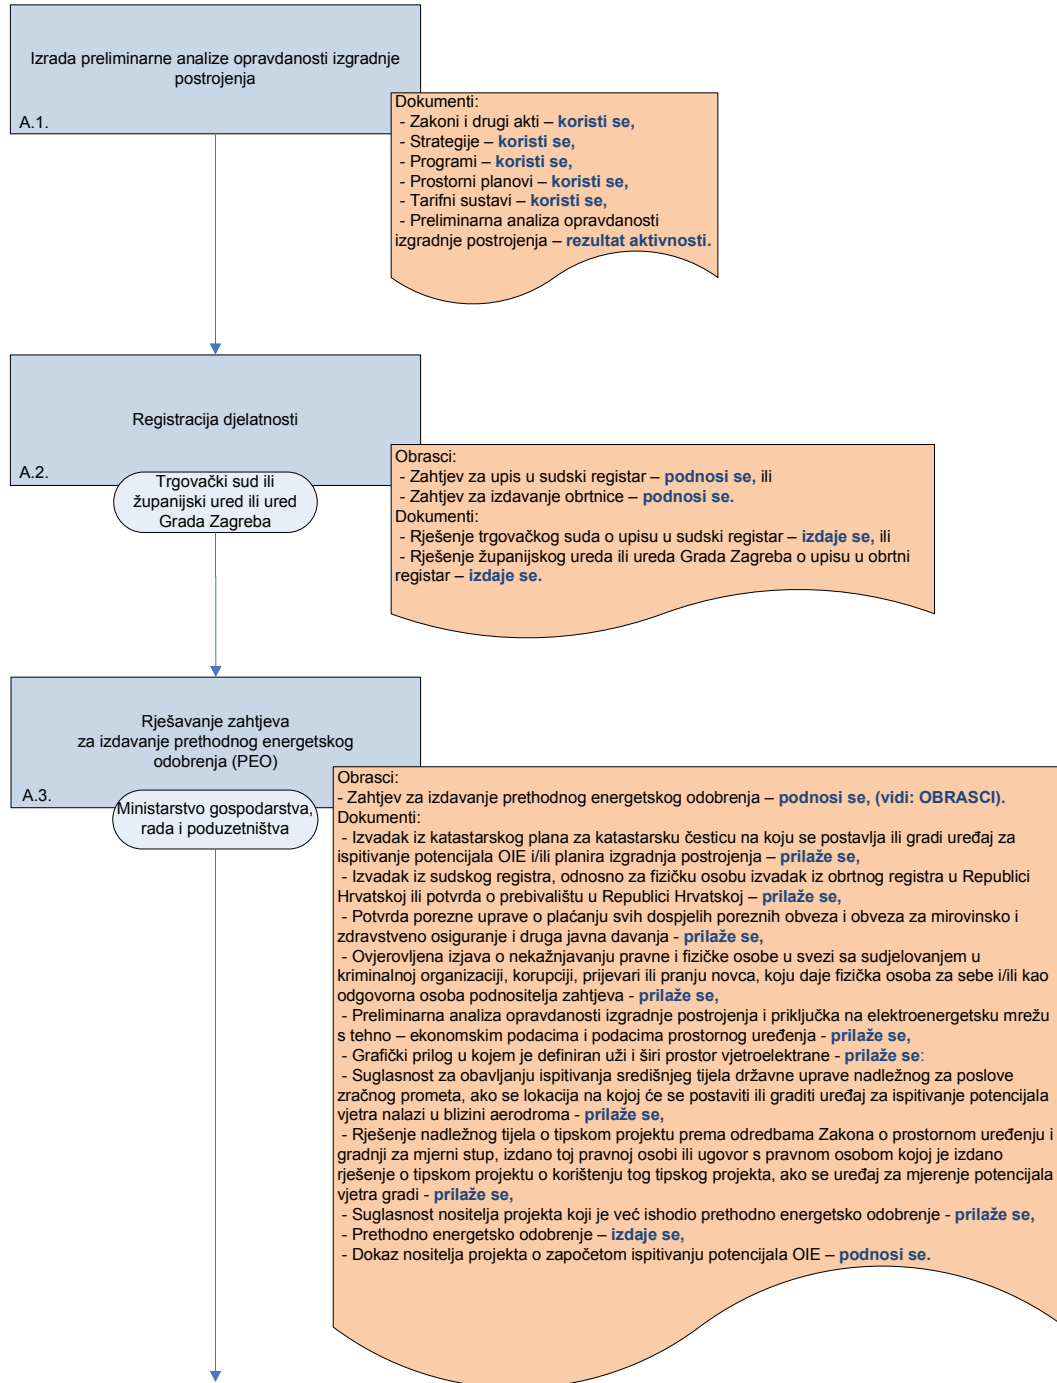 Izrada preliminarne analize opravdanosti izgradnje
postrojenja
A.1.
Dokumenti:
- Zakoni i drugi akti – koristi se,
- Strategije – koristi se,
- Programi – koristi se,
- Prostorni planovi – koristi se,
- Tarifni sustavi – koristi se,
- Preliminarna analiza opravdanosti
izgradnje postrojenja – rezultat aktivnosti.
Registracija djelatnosti
A.2.
Trgovački sud ili
županijski ured ili ured
Grada Zagreba
Obrasci:
- Zahtjev za upis u sudski registar – podnosi se, ili
- Zahtjev za izdavanje obrtnice – podnosi se.
Dokumenti:
- Rješenje trgovačkog suda o upisu u sudski registar – izdaje se, ili
- Rješenje županijskog ureda ili ureda Grada Zagreba o upisu u obrtni
registar – izdaje se.
Rješavanje zahtjeva
za izdavanje prethodnog energetskog
odobrenja (PEO)
A.3.
Ministarstvo gospodarstva,
rada i poduzetništva
Obrasci:
- Zahtjev za izdavanje prethodnog energetskog odobrenja – podnosi se, (vidi: OBRASCI).
Dokumenti:
- Izvadak iz katastarskog plana za katastarsku česticu na koju se postavlja ili gradi uređaj za
ispitivanje potencijala OIE i/ili planira izgradnja postrojenja – prilaže se,
- Izvadak iz sudskog registra, odnosno za fizičku osobu izvadak iz obrtnog registra u Republici
Hrvatskoj ili potvrda o prebivalištu u Republici Hrvatskoj – prilaže se,
- Potvrda porezne uprave o plaćanju svih dospjelih poreznih obveza i obveza za mirovinsko i
zdravstveno osiguranje i druga javna davanja - prilaže se,
- Ovjerovljena izjava o nekažnjavanju pravne i fizičke osobe u svezi sa sudjelovanjem u
kriminalnoj organizaciji, korupciji, prijevari ili pranju novca, koju daje fizička osoba za sebe i/ili kao
odgovorna osoba podnositelja zahtjeva - prilaže se,
- Preliminarna analiza opravdanosti izgradnje postrojenja i priključka na elektroenergetsku mrežu
s tehno – ekonomskim podacima i podacima prostornog uređenja - prilaže se,
- Grafički prilog u kojem je definiran uži i širi prostor vjetroelektrane - prilaže se:
- Suglasnost za obavljanju ispitivanja središnjeg tijela državne uprave nadležnog za poslove
zračnog prometa, ako se lokacija na kojoj će se postaviti ili graditi uređaj za ispitivanje potencijala
vjetra nalazi u blizini aerodroma - prilaže se,
- Rješenje nadležnog tijela o tipskom projektu prema odredbama Zakona o prostornom uređenju i
gradnji za mjerni stup, izdano toj pravnoj osobi ili ugovor s pravnom osobom kojoj je izdano
rješenje o tipskom projektu o korištenju tog tipskog projekta, ako se uređaj za mjerenje potencijala
vjetra gradi - prilaže se,
- Suglasnost nositelja projekta koji je već ishodio prethodno energetsko odobrenje - prilaže se,
- Prethodno energetsko odobrenje – izdaje se,
- Dokaz nositelja projekta o započetom ispitivanju potencijala OIE – podnosi se.